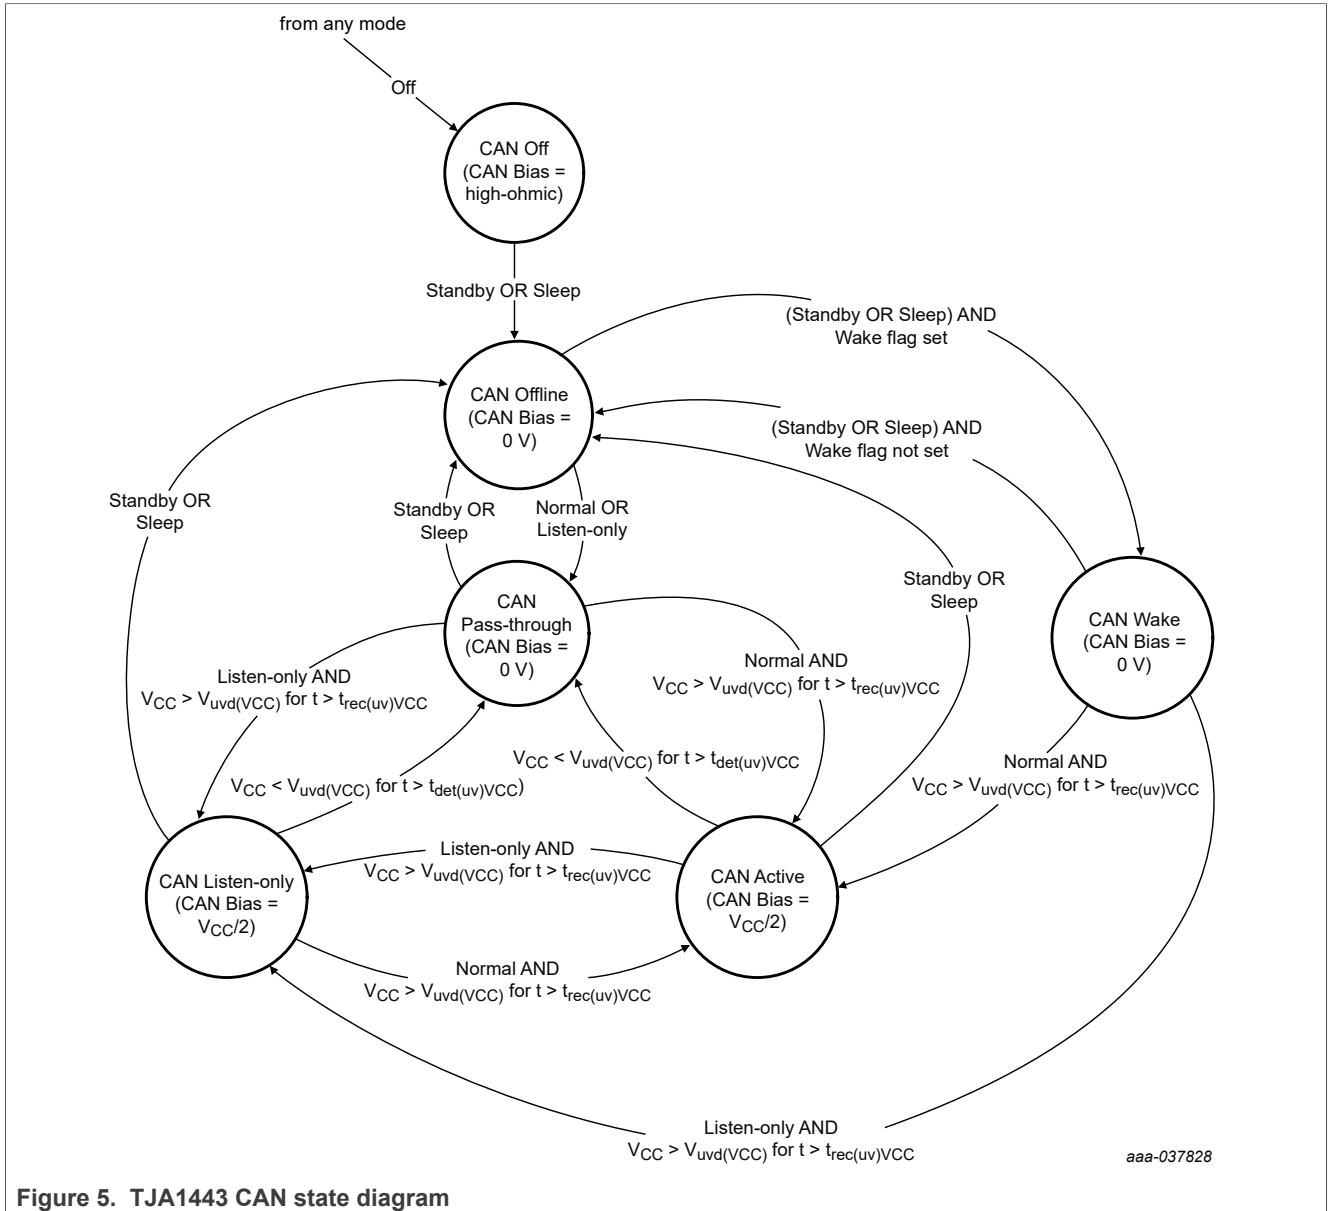 from any mode
Off
CAN Off
(CAN Bias =
high-ohmic)
Standby OR Sleep
(Standby OR Sleep) AND
Wake flag set
CAN Offline
(CAN Bias =
0 V)
(Standby OR Sleep) AND
Wake flag not set
Standby OR
Sleep
Standby OR
Sleep
Normal OR
Listen-only
Standby OR
Sleep
CAN
Pass-through
(CAN Bias =
0 V)
CAN Wake
(CAN Bias =
0 V)
Listen-only AND
VCC > Vuvd(VCC) for t > trec(uv)VCC
Normal AND
VCC > Vuvd(VCC) for t > trec(uv)VCC
VCC < Vuvd(VCC) for t > tdet(uv)VCC
VCC < Vuvd(VCC) for t > tdet(uv)VCC)
Normal AND
VCC > Vuvd(VCC) for t > trec(uv)VCC
Listen-only AND
VCC > Vuvd(VCC) for t > trec(uv)VCC
CAN Listen-only
(CAN Bias =
VCC/2)
CAN Active
(CAN Bias =
VCC/2)
Normal AND
VCC > Vuvd(VCC) for t > trec(uv)VCC
Listen-only AND
VCC > Vuvd(VCC) for t > trec(uv)VCC
aaa-037828
Figure 5. TJA1443 CAN state diagram